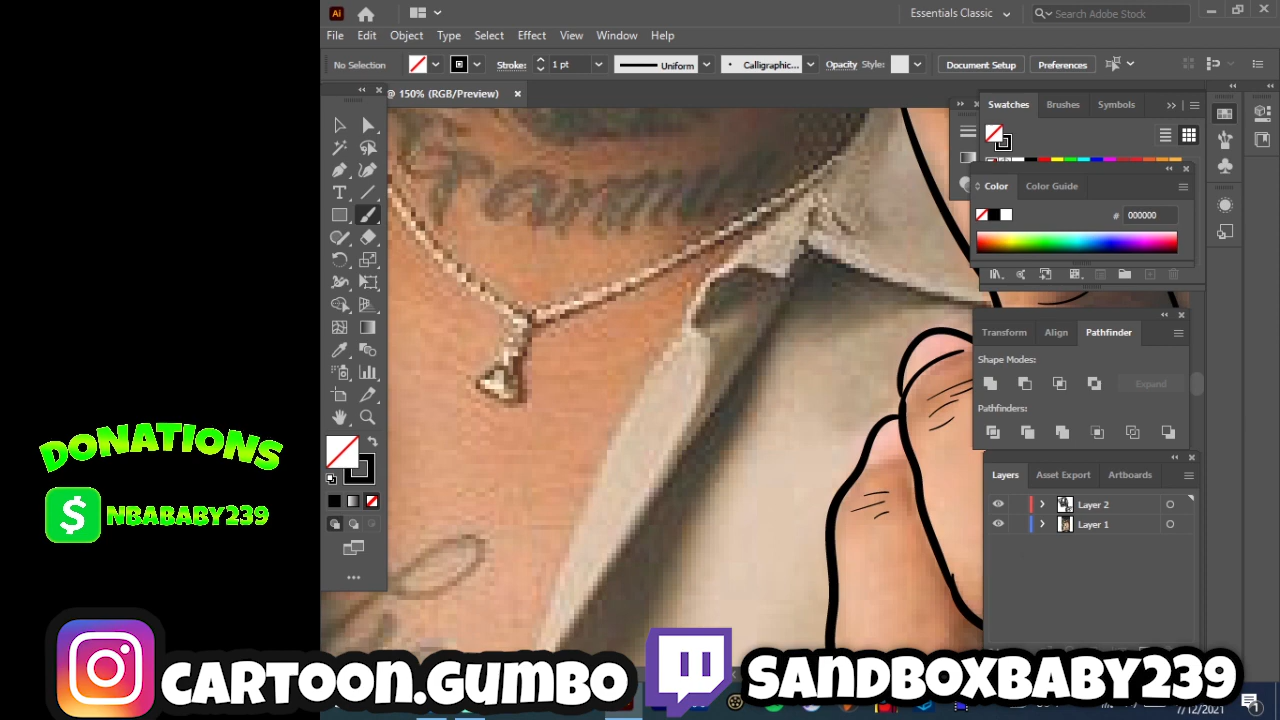 Ai
Essentials Classic
Search Adobe Stock
File Edit Object Type Select Effect View Window Help
No Selection
Stroke: 1 pt
Uniform
Calligraphic...
Opacity Style:
Document Setup
Preferences
@ 150% (RGB/Preview)
Swatches Brushes Symbols
Color Color Guide
# 000000
Transform Align Pathfinder
Shape Modes:
Expand
Pathfinders:
Layers Asset Export Artboards
Layer 2
Layer 1
DONATIONS
$ NBABABY239
CARTOON.GUMBO
SANDBOXBABY239
7/12/2021